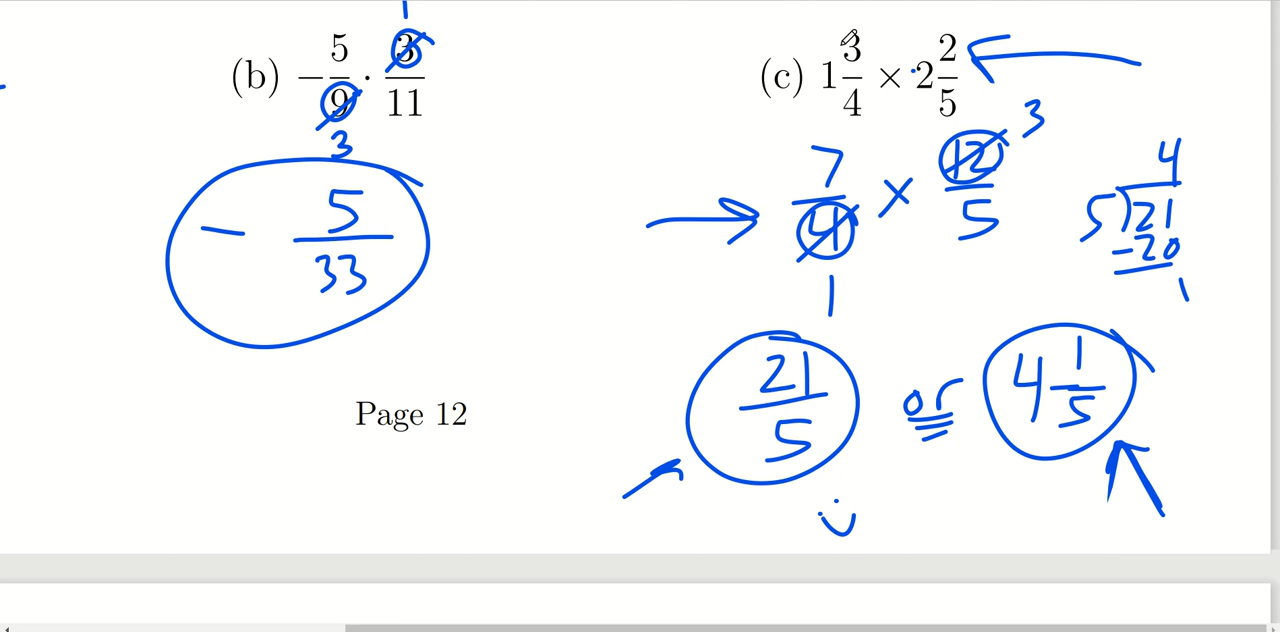 (b) −5/9 · 3/11
1
3
− 5/33
(c) 1 3/4 × 2 2/5
7/4 × 12/5
3
1
4
5)21
-20
1
21/5 or 4 1/5
Page 12